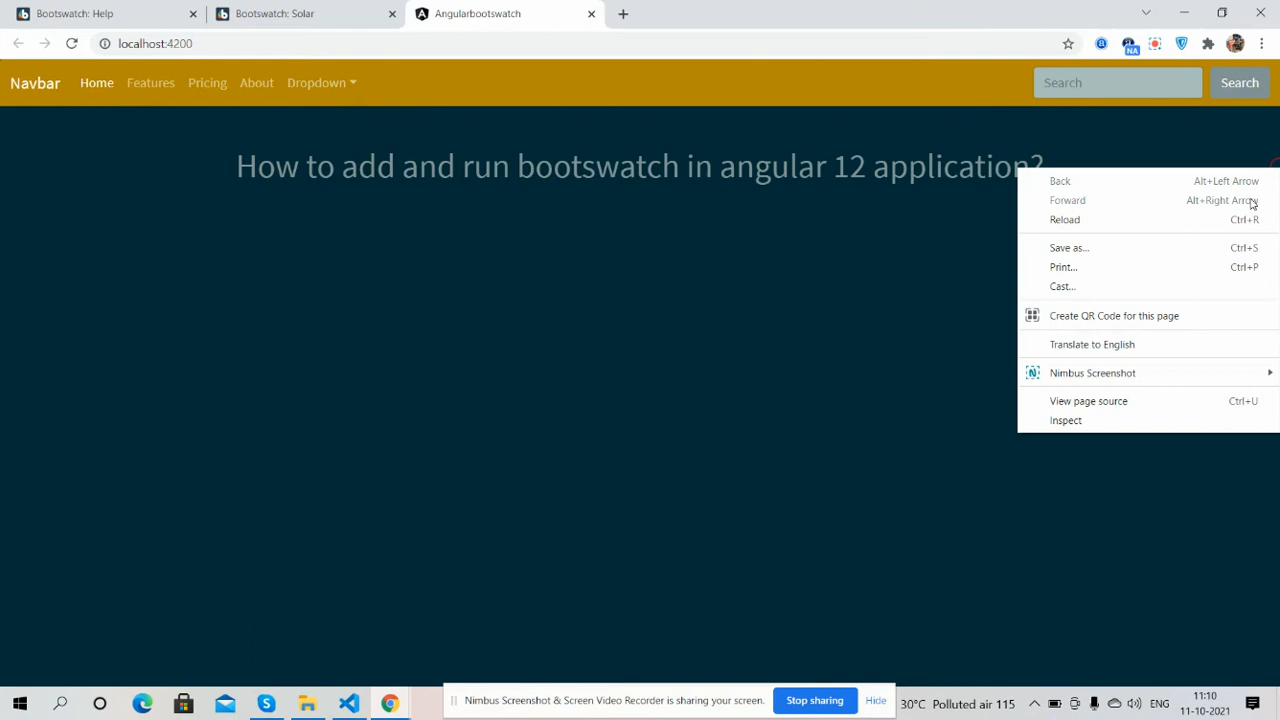 Bootswatch: Help
Bootswatch: Solar
Angularbootswatch
localhost:4200
NA
Navbar Home Features Pricing About Dropdown Search Search
How to add and run bootswatch in angular 12 application?
Back Alt+Left Arrow
Forward Alt+Right Arrow
Reload Ctrl+R
Save as... Ctrl+S
Print... Ctrl+P
Cast...
Create QR Code for this page
Translate to English
Nimbus Screenshot
View page source Ctrl+U
Inspect
Nimbus Screenshot & Screen Video Recorder is sharing your screen. Stop sharing Hide
30°C Polluted air 115
ENG
11:10
11-10-2021